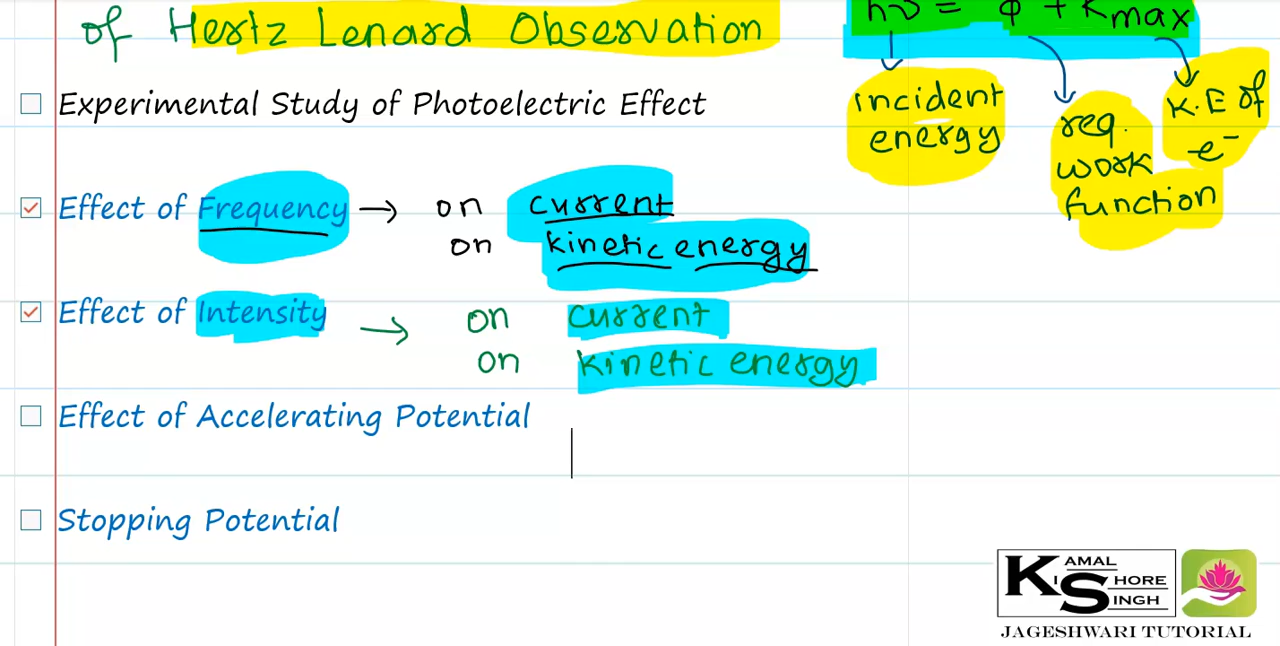 of Hertz Lenard Observation
hν = φ + Kmax
incident
energy
req.
work
function
K.E of
e⁻
Experimental Study of Photoelectric Effect
Effect of Frequency → on current
on kinetic energy
Effect of Intensity → on current
on kinetic energy
Effect of Accelerating Potential
Stopping Potential
KAMAL
KISHORE
SINGH
JAGESHWARI TUTORIAL